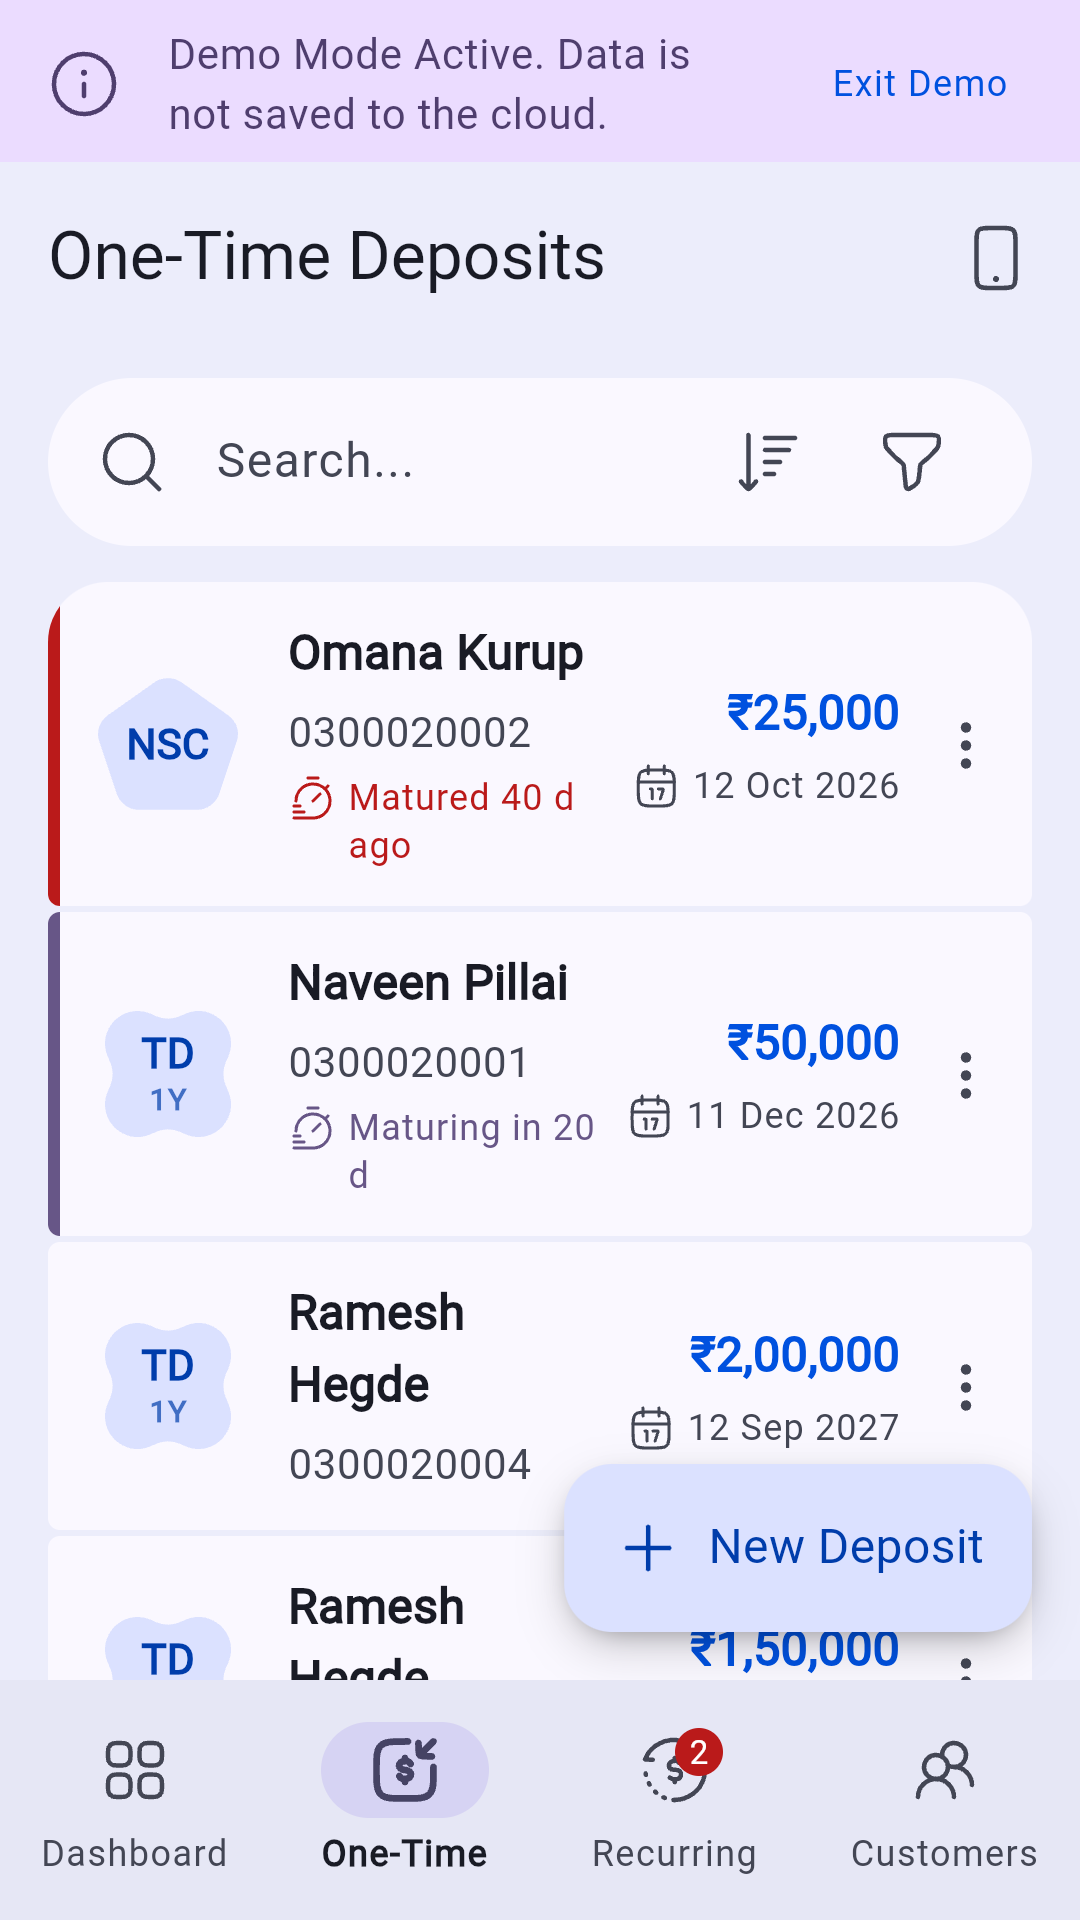 Demo Mode Active. Data is
not saved to the cloud.
Exit Demo
One-Time Deposits
Search...
NSC
Omana Kurup
0300020002
Matured 40 d
ago
₹25,000
12 Oct 2026
TD
1Y
Naveen Pillai
0300020001
Maturing in 20
d
₹50,000
11 Dec 2026
TD
1Y
Ramesh
Hegde
0300020004
₹2,00,000
12 Sep 2027
New Deposit
TD
Ramesh
Hegde
₹1,50,000
Dashboard
One-Time
2
Recurring
Customers